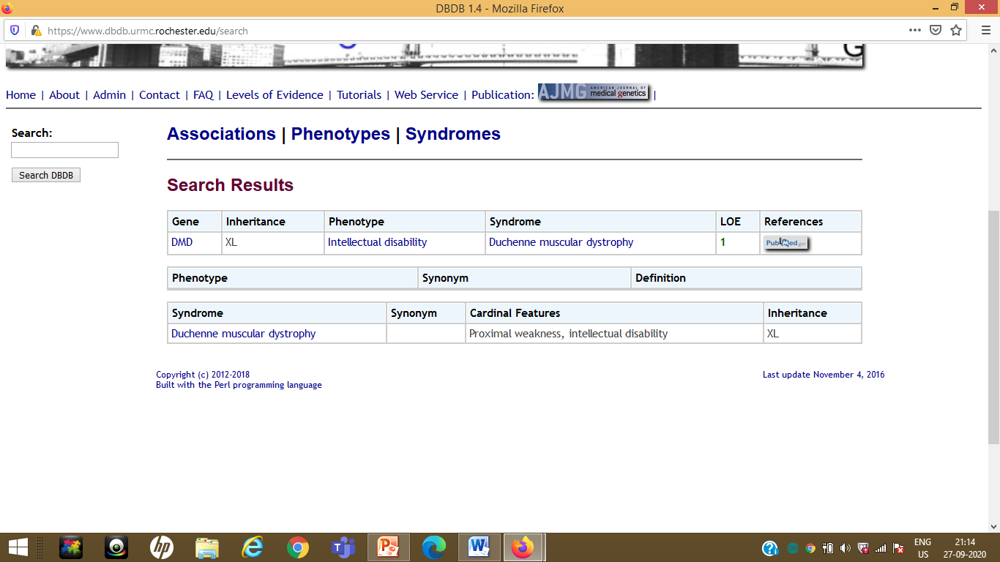 DBDB 1.4 - Mozilla Firefox
https://www.dbdb.urmc.rochester.edu/search
G
Home | About | Admin | Contact | FAQ | Levels of Evidence | Tutorials | Web Service | Publication: AJMG AMERICAN JOURNAL OF medical genetics |
Search:
Search DBDB
Associations | Phenotypes | Syndromes
Search Results
Gene Inheritance Phenotype Syndrome LOE References
DMD XL Intellectual disability Duchenne muscular dystrophy 1 PubMed.gov
Phenotype Synonym Definition
Syndrome Synonym Cardinal Features Inheritance
Duchenne muscular dystrophy Proximal weakness, intellectual disability XL
Copyright (c) 2012-2018 Last update November 4, 2016
Built with the Perl programming language
ENG 21:14
US 27-09-2020